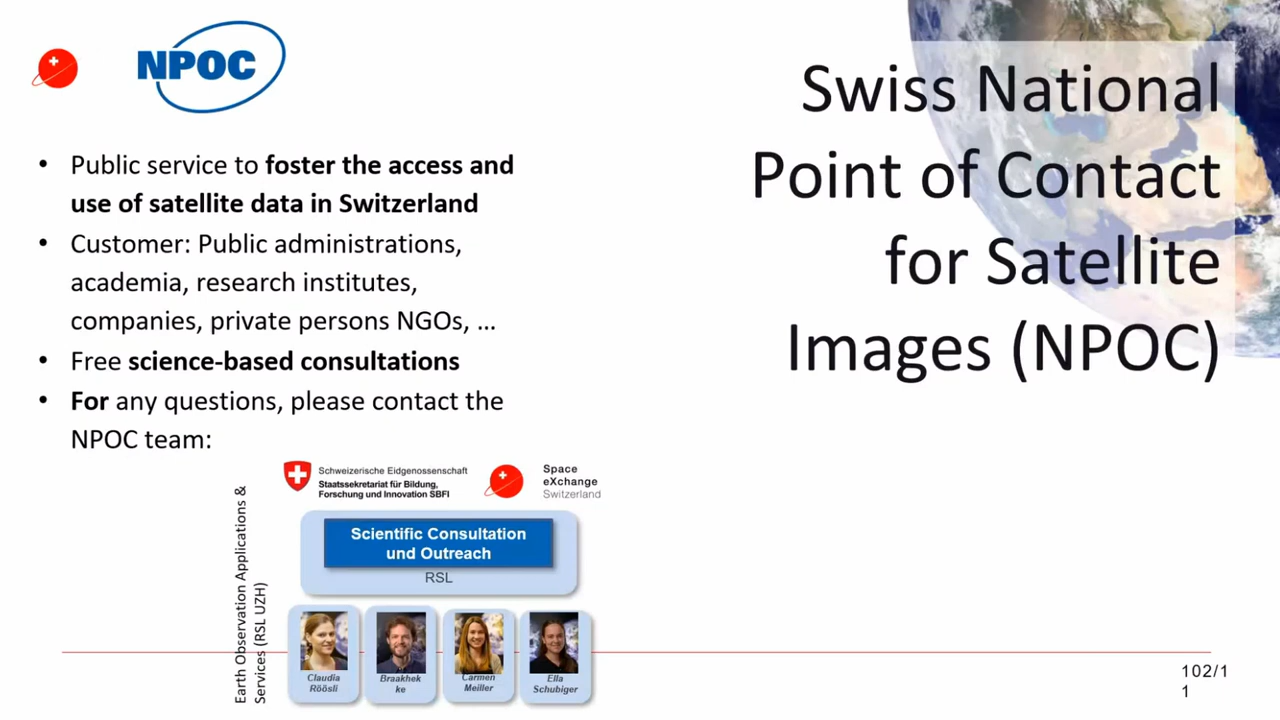 NPOC
Swiss National
Point of Contact
for Satellite
Images (NPOC)
• Public service to foster the access and
use of satellite data in Switzerland
• Customer: Public administrations,
academia, research institutes,
companies, private persons NGOs, ...
• Free science-based consultations
• For any questions, please contact the
NPOC team:
Schweizerische Eidgenossenschaft
Staatssekretariat für Bildung,
Forschung und Innovation SBFI
Space
eXchange
Switzerland
Earth Observation Applications &
Services (RSL UZH)
Scientific Consultation
und Outreach
RSL
Claudia
Röösli
Braakhek
ke
Carmen
Meiller
Ella
Schubiger
102/1
1